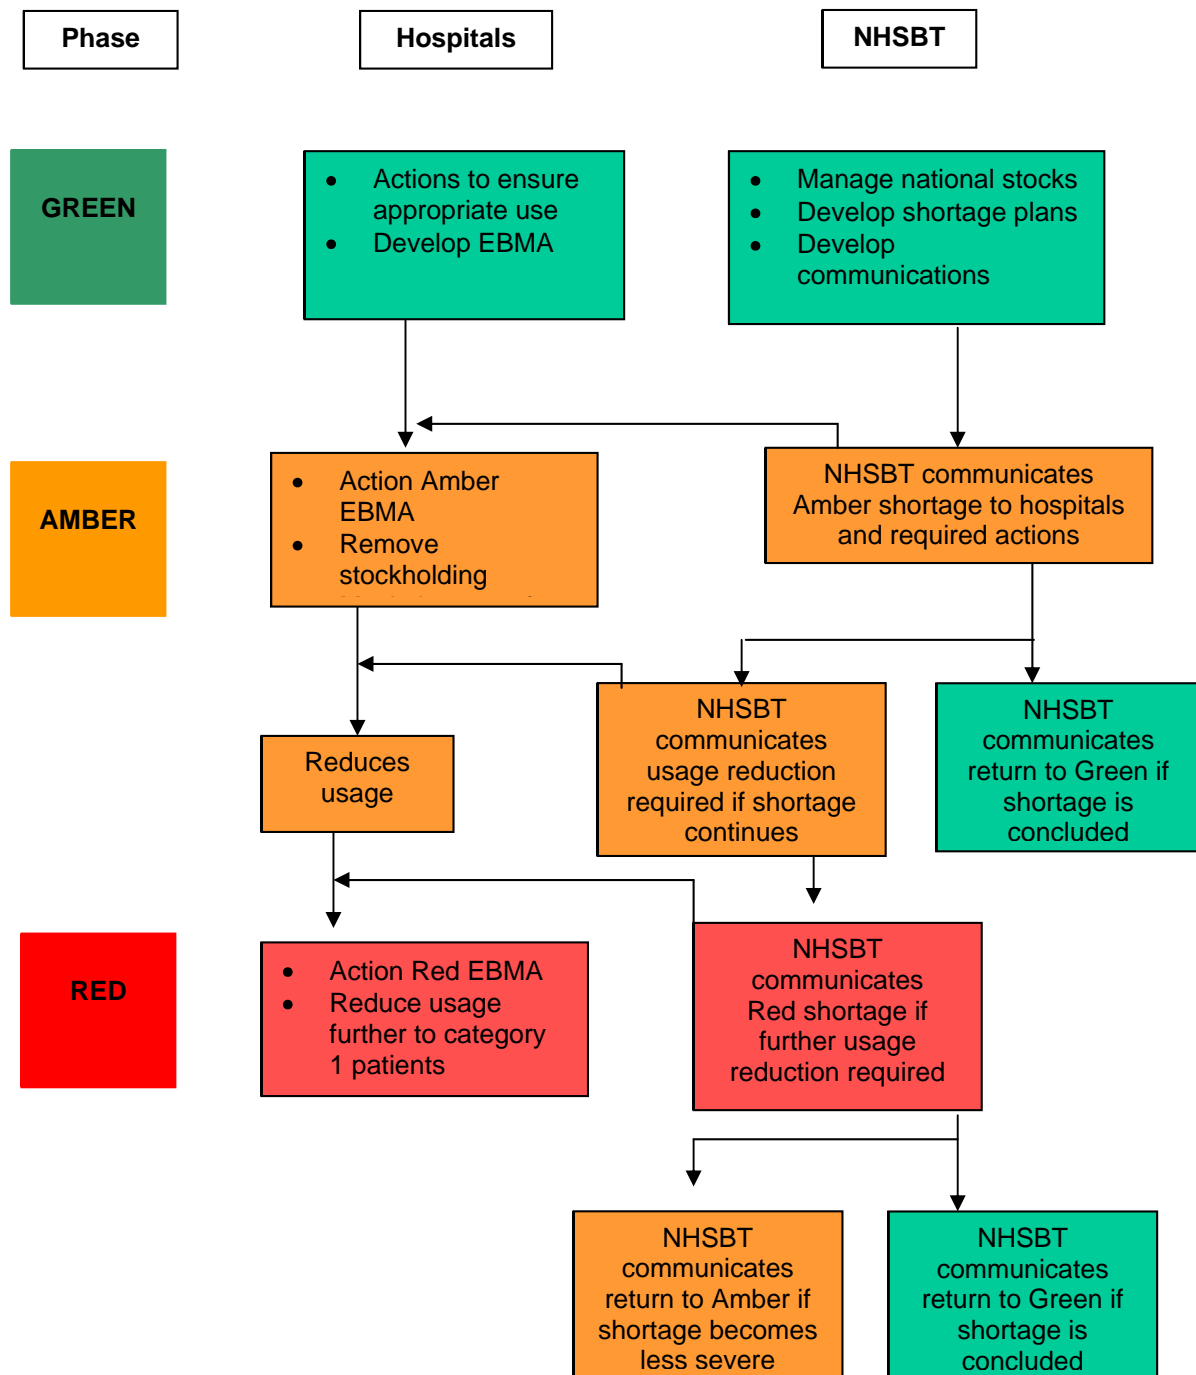 Phase
Hospitals
NHSBT
GREEN
• Actions to ensure
appropriate use
• Develop EBMA
• Manage national stocks
• Develop shortage plans
• Develop
communications
AMBER
• Action Amber
EBMA
• Remove
stockholding
NHSBT communicates
Amber shortage to hospitals
and required actions
Reduces
usage
NHSBT
communicates
usage reduction
required if shortage
continues
NHSBT
communicates
return to Green if
shortage is
concluded
RED
• Action Red EBMA
• Reduce usage
further to category
1 patients
NHSBT
communicates
Red shortage if
further usage
reduction required
NHSBT
communicates
return to Amber if
shortage becomes
less severe
NHSBT
communicates
return to Green if
shortage is
concluded